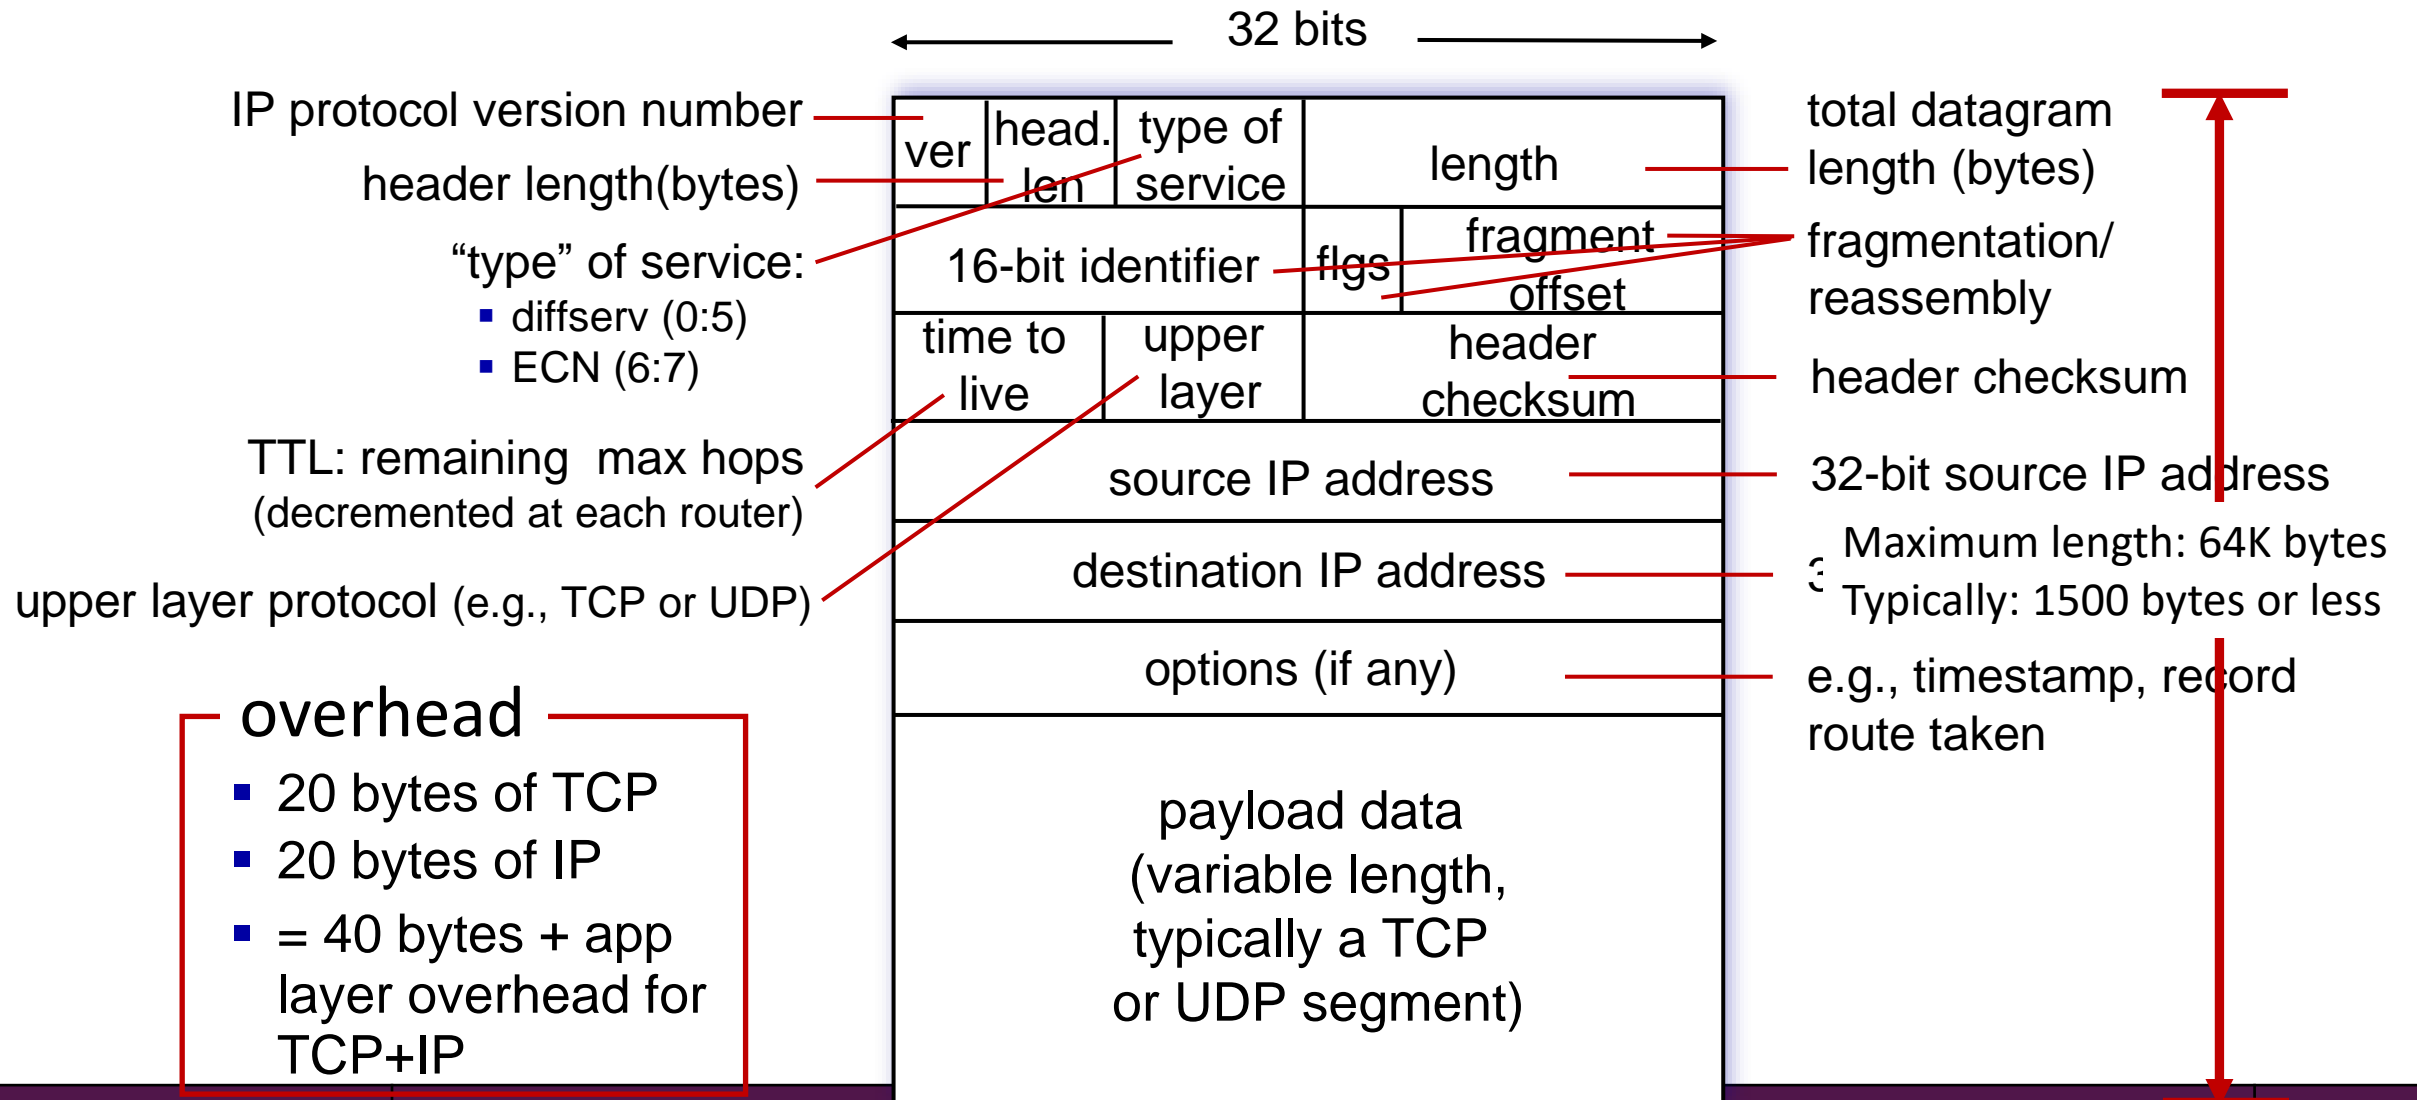 32 bits
IP protocol version number
header length(bytes)
“type” of service:
▪ diffserv (0:5)
▪ ECN (6:7)
TTL: remaining  max hops
(decremented at each router)
upper layer protocol (e.g., TCP or UDP)
overhead
▪ 20 bytes of TCP
▪ 20 bytes of IP
▪ = 40 bytes + app
layer overhead for
TCP+IP
ver
head.
len
type of
service
length
16-bit identifier
flgs
fragment
offset
time to
live
upper
layer
header
checksum
source IP address
destination IP address
options (if any)
payload data
(variable length,
typically a TCP
or UDP segment)
total datagram
length (bytes)
fragmentation/
reassembly
header checksum
32-bit source IP address
Maximum length: 64K bytes
Typically: 1500 bytes or less
e.g., timestamp, record
route taken